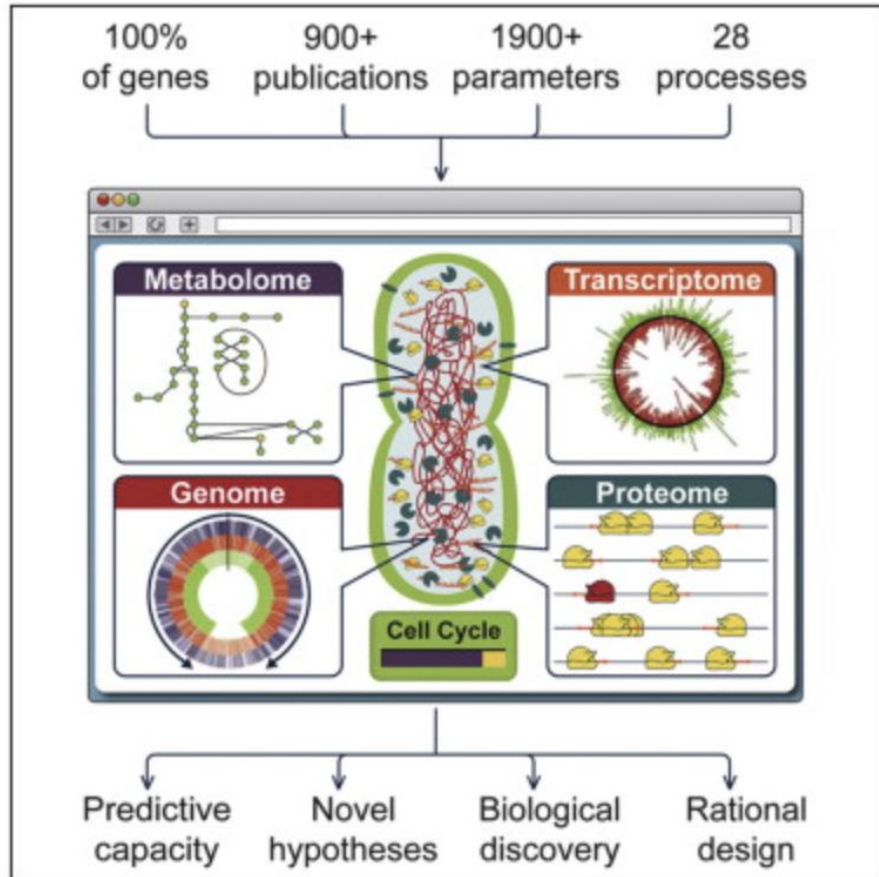 100% of genes
900+ publications
1900+ parameters
28 processes
Metabolome
Transcriptome
Genome
Proteome
Cell Cycle
Predictive capacity
Novel hypotheses
Biological discovery
Rational design